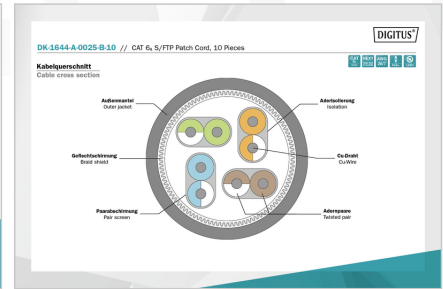 DIGITUS®
DK-1644-A-0025-B-10 // CAT 6A S/FTP Patch Cord, 10 Pieces
Kabelquerschnitt
Cable cross section
Außenmantel
Outer jacket
Aderisolierung
Isolation
Geflechtschirmung
Braid shield
Cu-Draht
Cu-Wire
Paarabschirmung
Pair screen
Adernpaare
Twisted pair